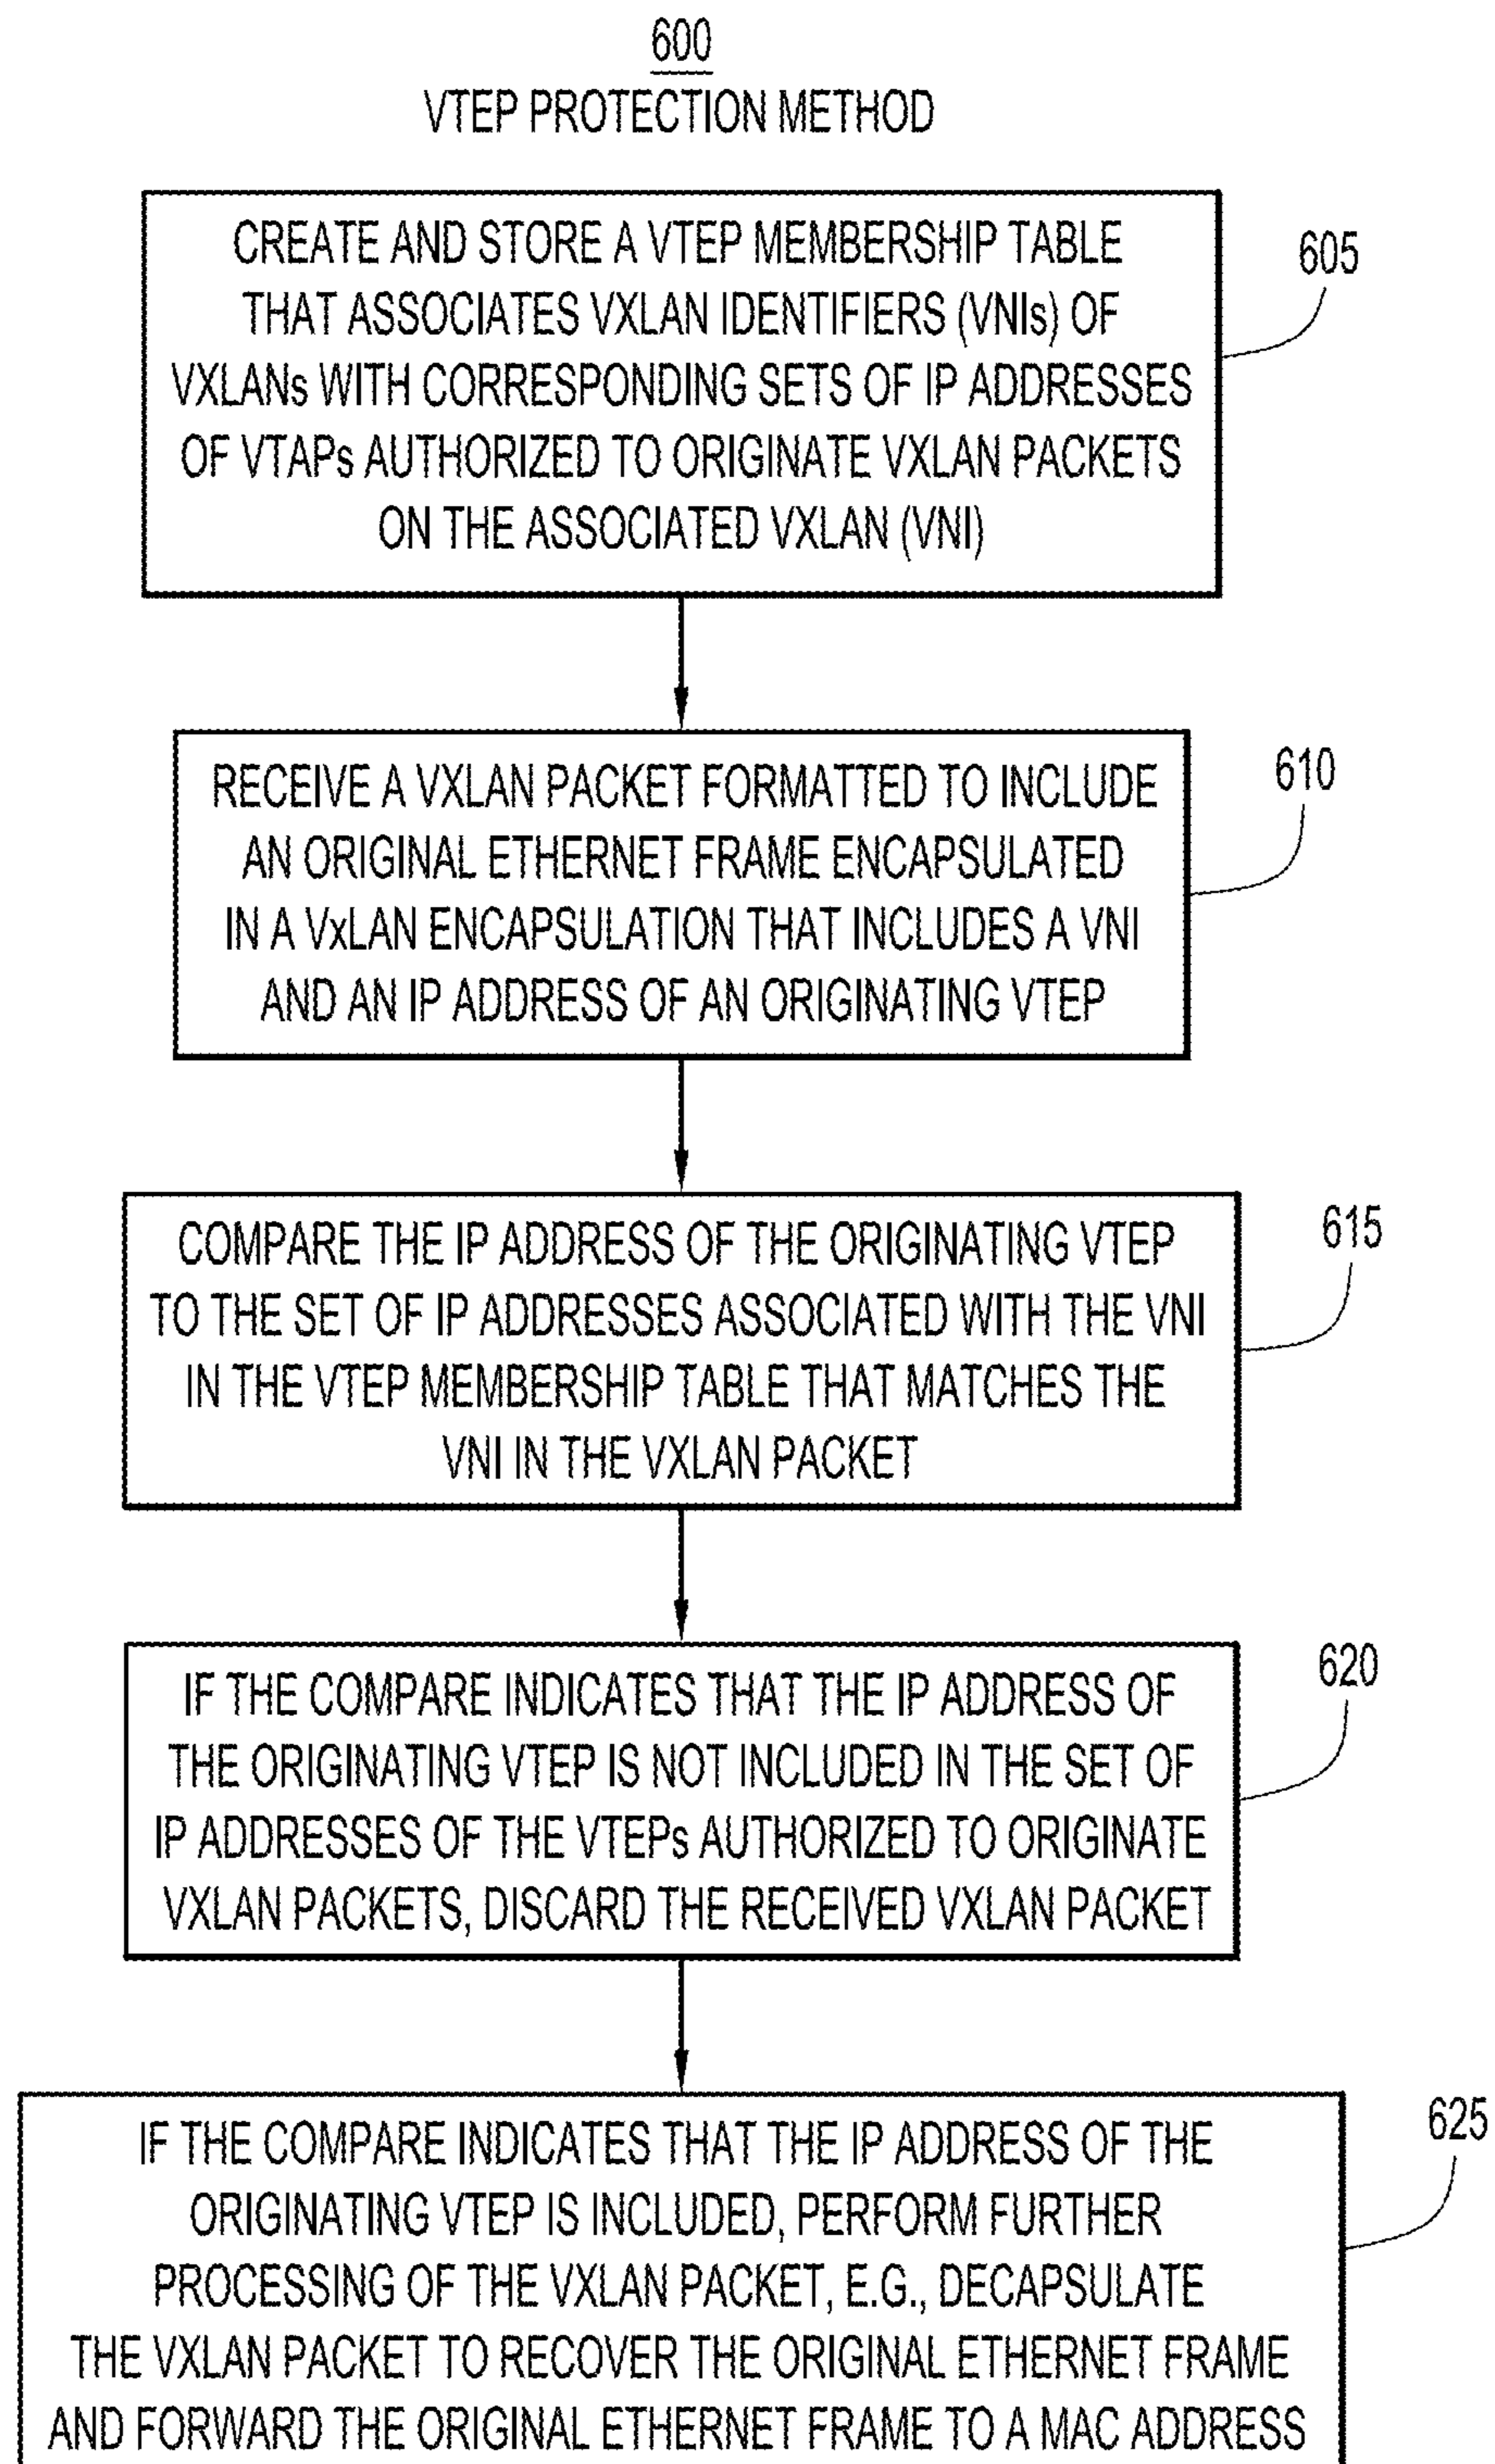 600
VTEP PROTECTION METHOD
CREATE AND STORE A VTEP MEMBERSHIP TABLE
THAT ASSOCIATES VXLAN IDENTIFIERS (VNIs) OF
VXLANs WITH CORRESPONDING SETS OF IP ADDRESSES
OF VTAPs AUTHORIZED TO ORIGINATE VXLAN PACKETS
ON THE ASSOCIATED VXLAN (VNI)
605
RECEIVE A VXLAN PACKET FORMATTED TO INCLUDE
AN ORIGINAL ETHERNET FRAME ENCAPSULATED
IN A VxLAN ENCAPSULATION THAT INCLUDES A VNI
AND AN IP ADDRESS OF AN ORIGINATING VTEP
610
COMPARE THE IP ADDRESS OF THE ORIGINATING VTEP
TO THE SET OF IP ADDRESSES ASSOCIATED WITH THE VNI
IN THE VTEP MEMBERSHIP TABLE THAT MATCHES THE
VNI IN THE VXLAN PACKET
615
IF THE COMPARE INDICATES THAT THE IP ADDRESS OF
THE ORIGINATING VTEP IS NOT INCLUDED IN THE SET OF
IP ADDRESSES OF THE VTEPs AUTHORIZED TO ORIGINATE
VXLAN PACKETS, DISCARD THE RECEIVED VXLAN PACKET
620
IF THE COMPARE INDICATES THAT THE IP ADDRESS OF THE
ORIGINATING VTEP IS INCLUDED, PERFORM FURTHER
PROCESSING OF THE VXLAN PACKET, E.G., DECAPSULATE
THE VXLAN PACKET TO RECOVER THE ORIGINAL ETHERNET FRAME
AND FORWARD THE ORIGINAL ETHERNET FRAME TO A MAC ADDRESS
625